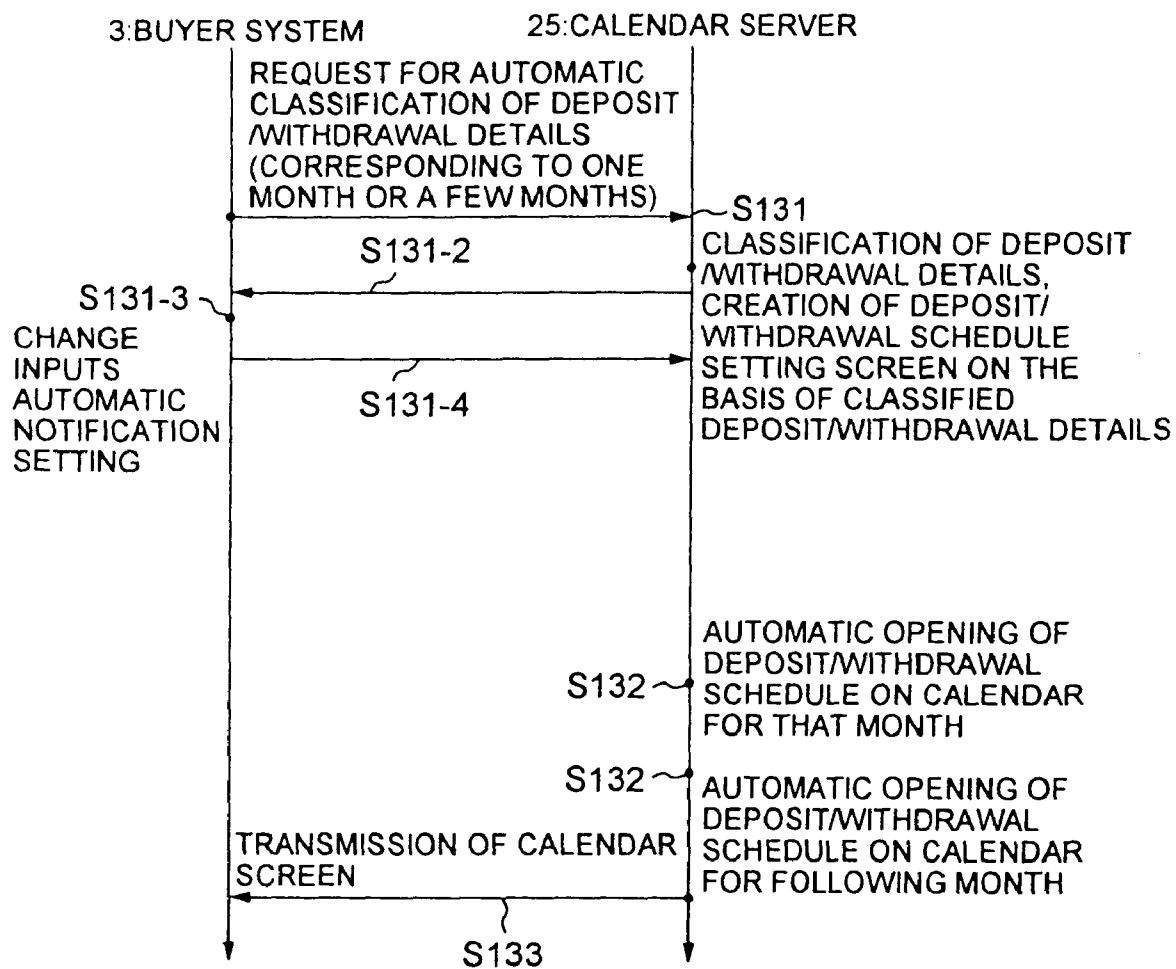 3:BUYER SYSTEM
25:CALENDAR SERVER
REQUEST FOR AUTOMATIC
CLASSIFICATION OF DEPOSIT
/WITHDRAWAL DETAILS
(CORRESPONDING TO ONE
MONTH OR A FEW MONTHS)
S131
CLASSIFICATION OF DEPOSIT
/WITHDRAWAL DETAILS,
CREATION OF DEPOSIT/
WITHDRAWAL SCHEDULE
SETTING SCREEN ON THE
BASIS OF CLASSIFIED
DEPOSIT/WITHDRAWAL DETAILS
S131-2
S131-3
CHANGE
INPUTS
AUTOMATIC
NOTIFICATION
SETTING
S131-4
S132
AUTOMATIC OPENING OF
DEPOSIT/WITHDRAWAL
SCHEDULE ON CALENDAR
FOR THAT MONTH
S132
AUTOMATIC OPENING OF
DEPOSIT/WITHDRAWAL
SCHEDULE ON CALENDAR
FOR FOLLOWING MONTH
TRANSMISSION OF CALENDAR
SCREEN
S133